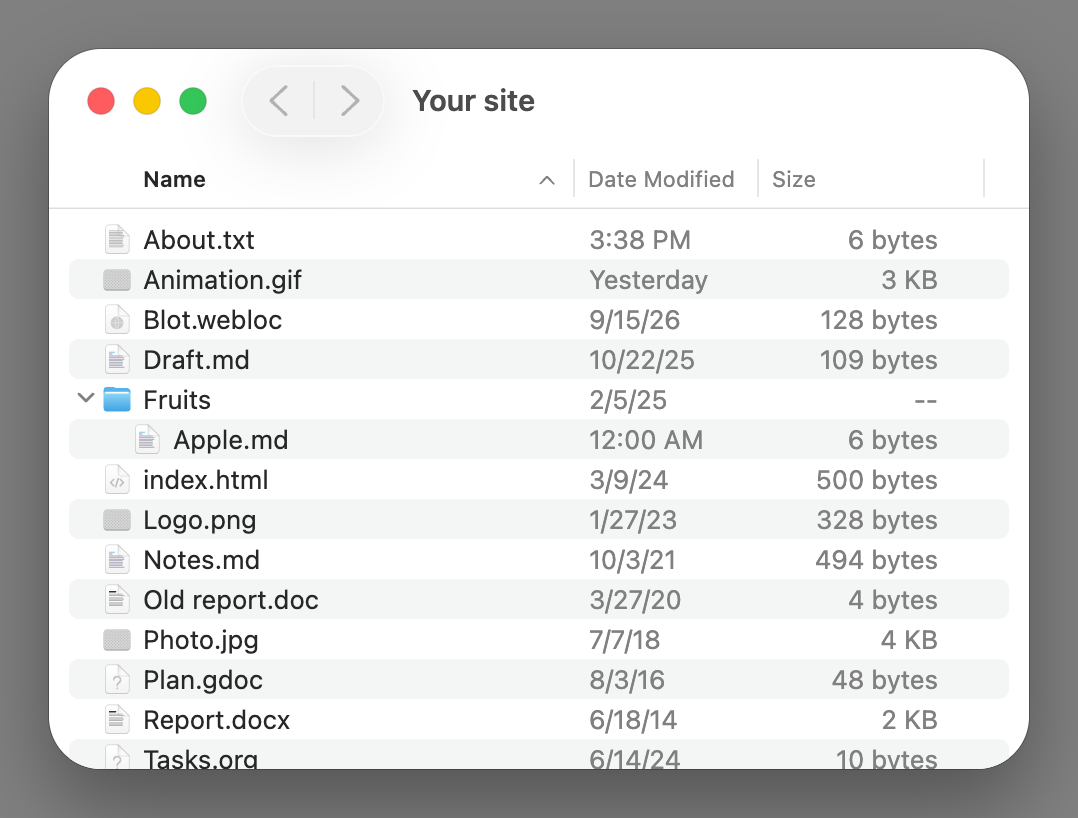 Your site
Name Date Modified Size
About.txt 3:38 PM 6 bytes
Animation.gif Yesterday 3 KB
Blot.webloc 9/15/26 128 bytes
Draft.md 10/22/25 109 bytes
Fruits 2/5/25 --
Apple.md 12:00 AM 6 bytes
index.html 3/9/24 500 bytes
Logo.png 1/27/23 328 bytes
Notes.md 10/3/21 494 bytes
Old report.doc 3/27/20 4 bytes
Photo.jpg 7/7/18 4 KB
Plan.gdoc 8/3/16 48 bytes
Report.docx 6/18/14 2 KB
Tasks.org 6/14/24 10 bytes